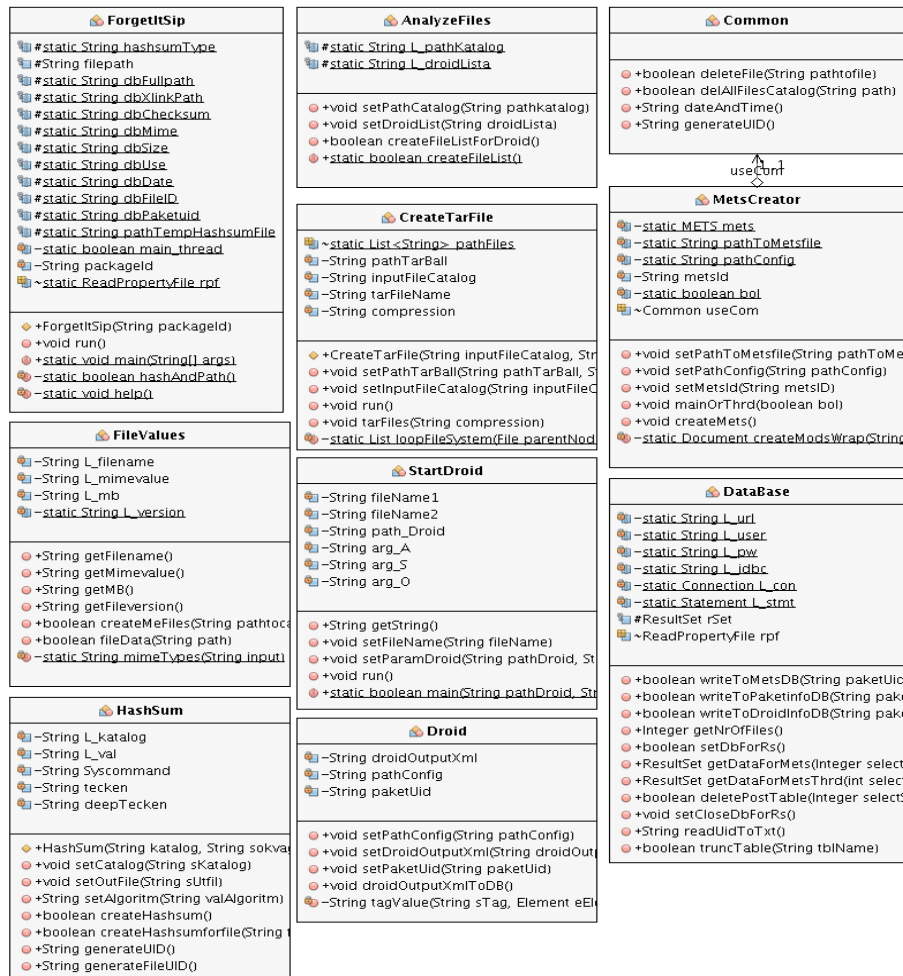 ForgetItSip
#static String hashsumType
#String filepath
#static String dbFullpath
#static String dbXlinkPath
#static String dbChecksum
#static String dbMime
#static String dbSize
#static String dbUse
#static String dbDate
#static String dbFileID
#static String dbPaketuid
#static String pathTempHashsumFile
-static boolean main_thread
-String packageId
~static ReadPropertyFile rpf
+ForgetItSip(String packageId)
+void run()
+static void main(String[] args)
-static boolean hashAndPath()
-static void help()
FileValues
-String L_filename
-String L_mimevalue
-String L_mb
-static String L_version
+String getFilename()
+String getMimevalue()
+String getMB()
+String getFileversion()
+boolean createMeFiles(String pathtoca
+boolean fileData(String path)
-static String mimeTypes(String input)
HashSum
-String L_katalog
-String L_val
-String Syscommand
-String tecken
-String deepTecken
+HashSum(String katalog, String sokvag
+void setCatalog(String sKatalog)
+void setOutFile(String sUtfil)
+String setAlgoritm(String valAlgoritm)
+boolean createHashsum()
+boolean createHashsumforfile(String
+String generateUID()
+String generateFileUID()
AnalyzeFiles
#static String L_pathKatalog
#static String L_droidLista
+void setPathCatalog(String pathkatalog)
+void setDroidList(String droidLista)
+boolean createFileListForDroid()
+static boolean createFileList()
CreateTarFile
~static List<String> pathFiles
-String pathTarBall
-String inputFileCatalog
-String tarFileName
-String compression
+CreateTarFile(String inputFileCatalog, Str
+void setPathTarBall(String pathTarBall, S
+void setInputFileCatalog(String inputFileC
+void run()
+void tarFiles(String compression)
-static List loopFileSystem(File parentNod
StartDroid
-String fileName1
-String fileName2
-String path_Droid
-String arg_A
-String arg_S
-String arg_O
+String getString()
+void setFileName(String fileName)
+void setParamDroid(String pathDroid, St
+void run()
+static boolean main(String pathDroid, Str
Droid
-String droidOutputXml
-String pathConfig
-String paketUid
+void setPathConfig(String pathConfig)
+void setDroidOutputXml(String droidOut
+void setPaketUid(String paketUid)
+void droidOutputXmlToDB()
-String tagValue(String sTag, Element eEl
Common
+boolean deleteFile(String pathtofile)
+boolean delAllFilesCatalog(String path)
+String dateAndTime()
+String generateUID()
useCom
MetsCreator
-static METS mets
-static String pathToMetsfile
-static String pathConfig
-String metsId
-static boolean bol
~Common useCom
+void setPathToMetsfile(String pathToMe
+void setPathConfig(String pathConfig)
+void setMetsId(String metsID)
+void mainOrThrd(boolean bol)
+void createMets()
-static Document createModsWrap(String
DataBase
-static String L_url
-static String L_user
-static String L_pw
-static String L_jdbc
-static Connection L_con
-static Statement L_stmt
#ResultSet rSet
~ReadPropertyFile rpf
+boolean writeToMetsDB(String paketUid
+boolean writeToPaketinfoDB(String pake
+boolean writeToDroidInfoDB(String pake
+Integer getNrOfFiles()
+boolean setDbForRs()
+ResultSet getDataForMets(Integer select
+ResultSet getDataForMetsThrd(int select
+boolean deletePostTable(Integer selectS
+void setCloseDbForRs()
+String readUidToTxt()
+boolean truncTable(String tblName)